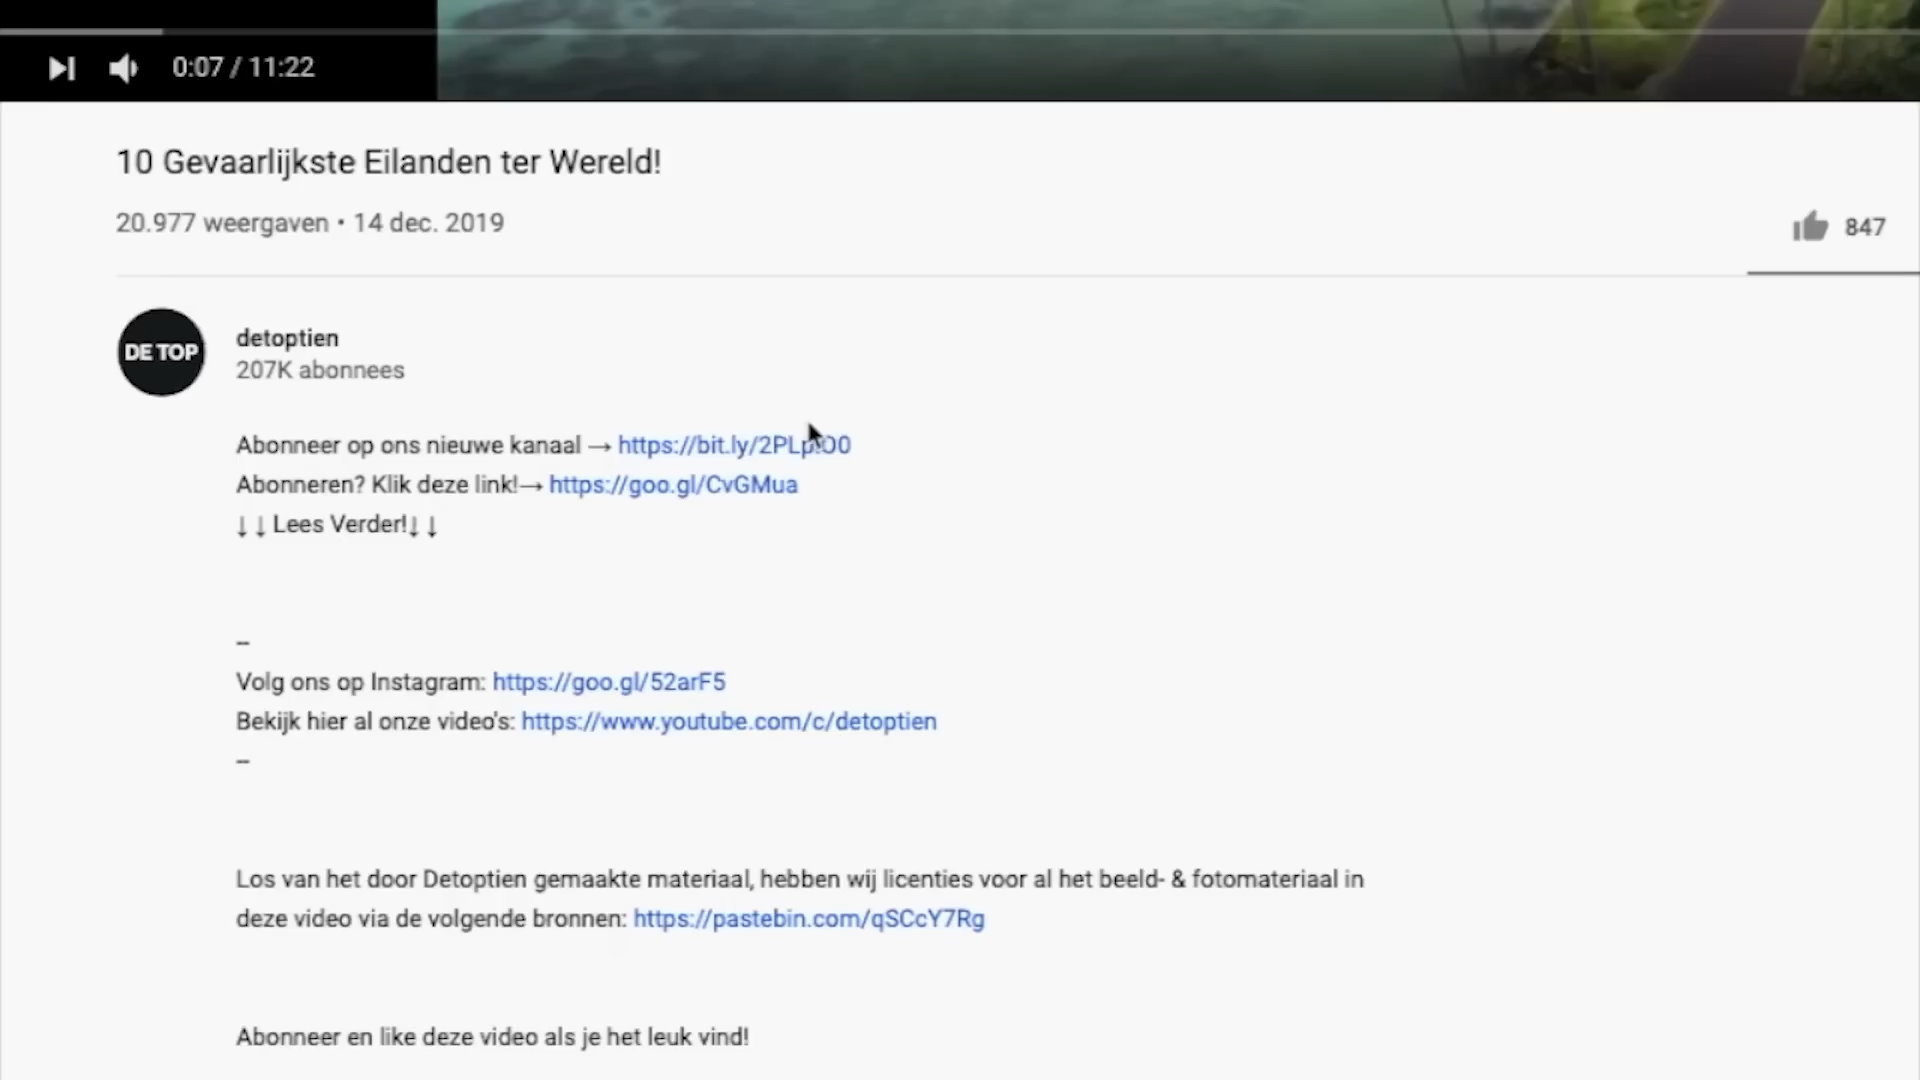 0:07 / 11:22
10 Gevaarlijkste Eilanden ter Wereld!
20.977 weergaven • 14 dec. 2019
847
DE TOP
detoptien
207K abonnees
Abonneer op ons nieuwe kanaal →
Abonneren? Klik deze link!→ https://goo.gl/CvGMua
↓↓ Lees Verder!↓↓
--
Volg ons op Instagram: https://goo.gl/52arF5
Bekijk hier al onze video's: https://www.youtube.com/c/detoptien
--
Los van het door Detoptien gemaakte materiaal, hebben wij licenties voor al het beeld- & fotomateriaal in
deze video via de volgende bronnen: https://pastebin.com/qSCcY7Rg
Abonneer en like deze video als je het leuk vind!